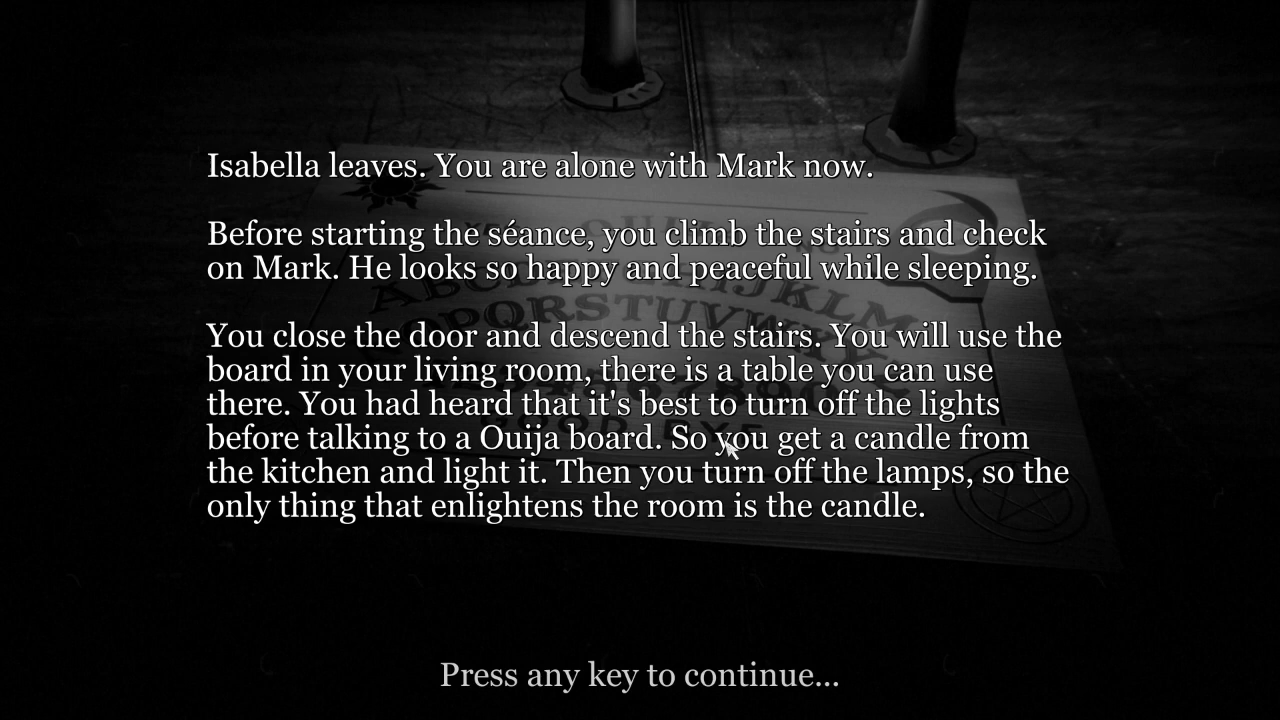 Isabella leaves. You are alone with Mark now.
Before starting the séance, you climb the stairs and check
on Mark. He looks so happy and peaceful while sleeping.
You close the door and descend the stairs. You will use the
board in your living room, there is a table you can use
there. You had heard that it's best to turn off the lights
before talking to a Ouija board. So you get a candle from
the kitchen and light it. Then you turn off the lamps, so the
only thing that enlightens the room is the candle.
Press any key to continue...